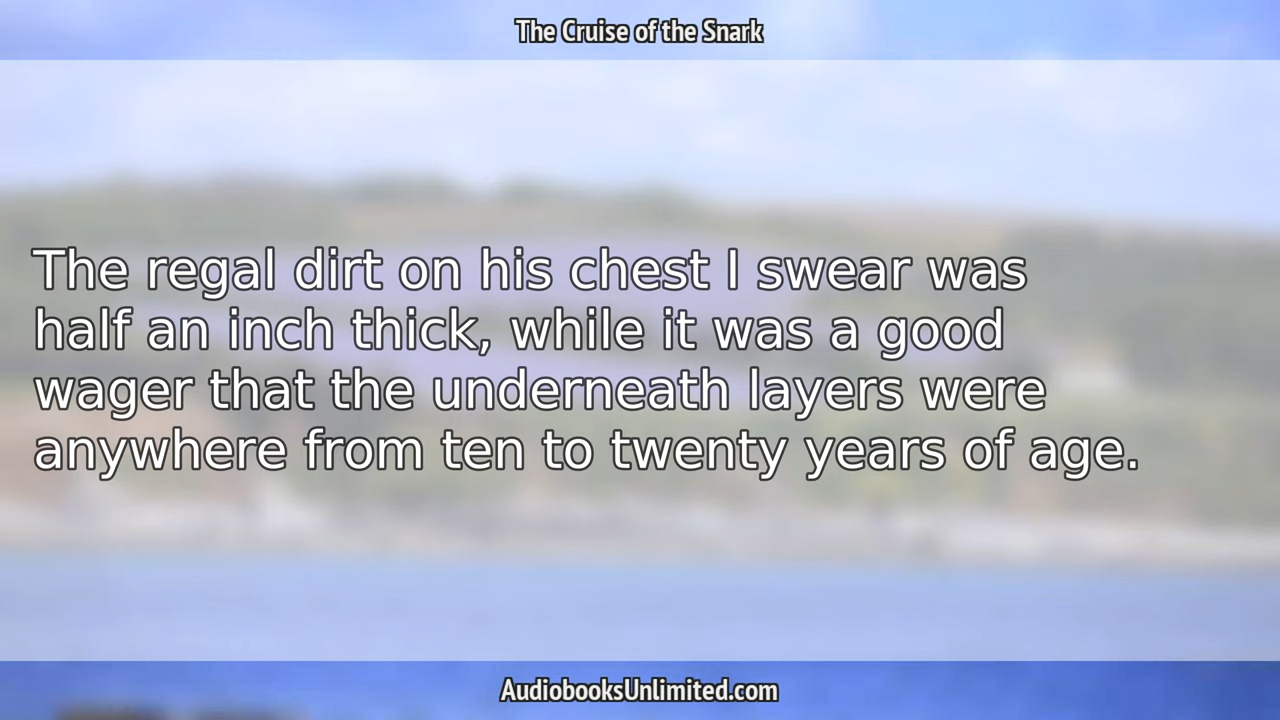 The Cruise of the Snark
The regal dirt on his chest I swear was
half an inch thick, while it was a good
wager that the underneath layers were
anywhere from ten to twenty years of age.
AudiobooksUnlimited.com